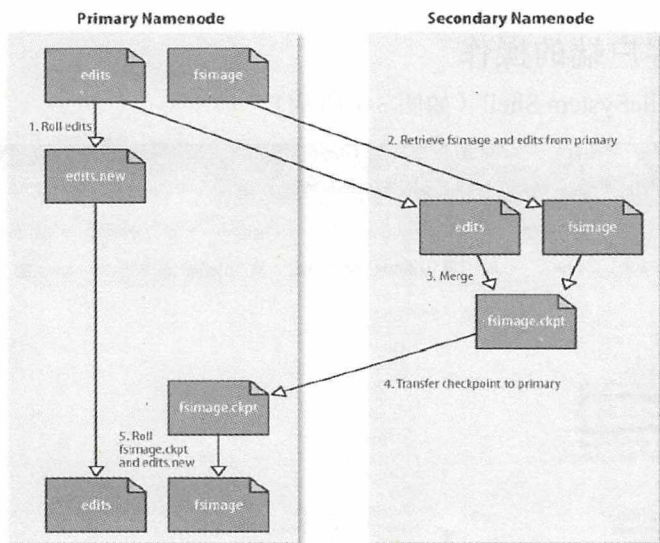 Primary Namenode
Secondary Namenode
edits
fsimage
1. Roll edits
2. Retrieve fsimage and edits from primary
edits.new
edits
fsimage
3. Merge
fsimage.ckpt
4. Transfer checkpoint to primary
fsimage.ckpt
5. Roll
fsimage.ckpt
and edits.new
edits
fsimage